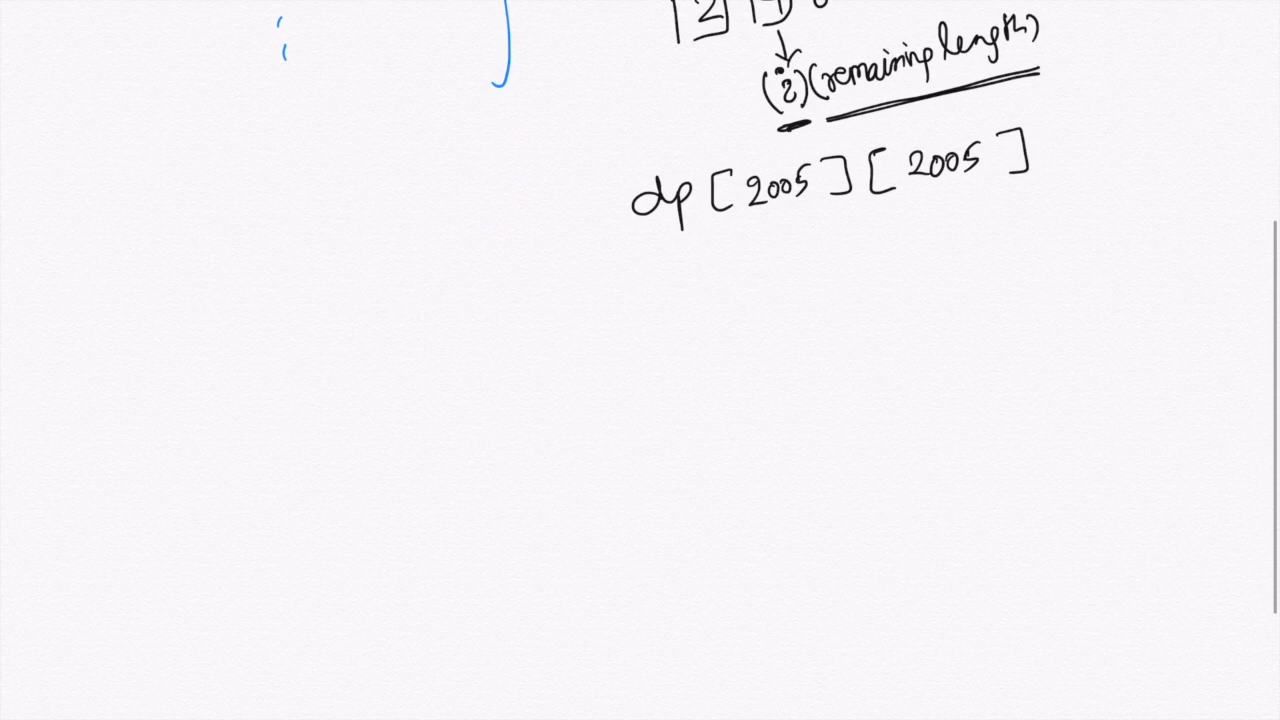 (i)(remaining length)
dp [2005] [2005]